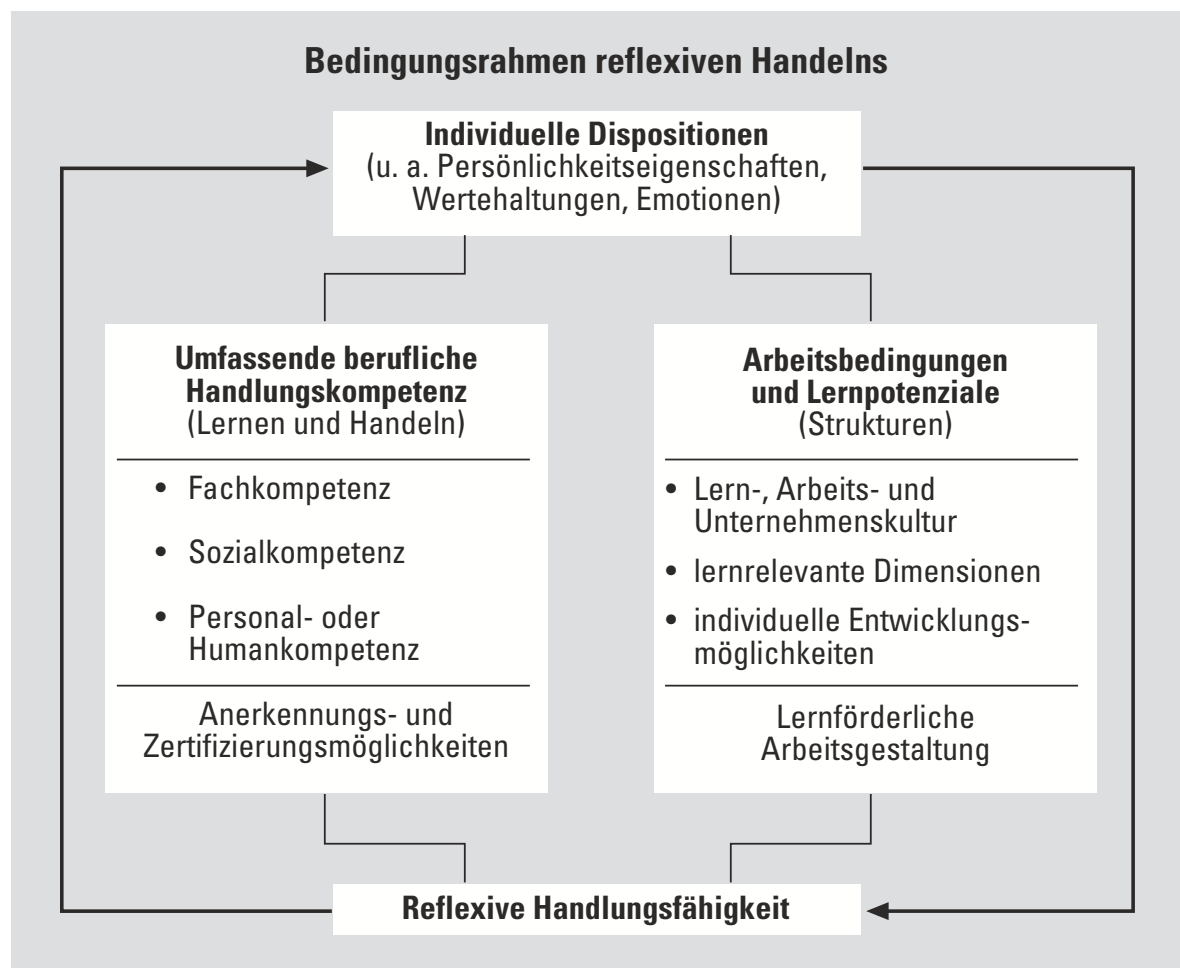 Bedingungsrahmen reflexiven Handelns
Individuelle Dispositionen
(u. a. Persönlichkeitseigenschaften,
Wertehaltungen, Emotionen)
Umfassende berufliche
Handlungskompetenz
(Lernen und Handeln)
• Fachkompetenz
• Sozialkompetenz
• Personal- oder
Humankompetenz
Anerkennungs- und
Zertifizierungsmöglichkeiten
Arbeitsbedingungen
und Lernpotenziale
(Strukturen)
• Lern-, Arbeits- und
Unternehmenskultur
• lernrelevante Dimensionen
• individuelle Entwicklungs-
möglichkeiten
Lernförderliche
Arbeitsgestaltung
Reflexive Handlungsfähigkeit